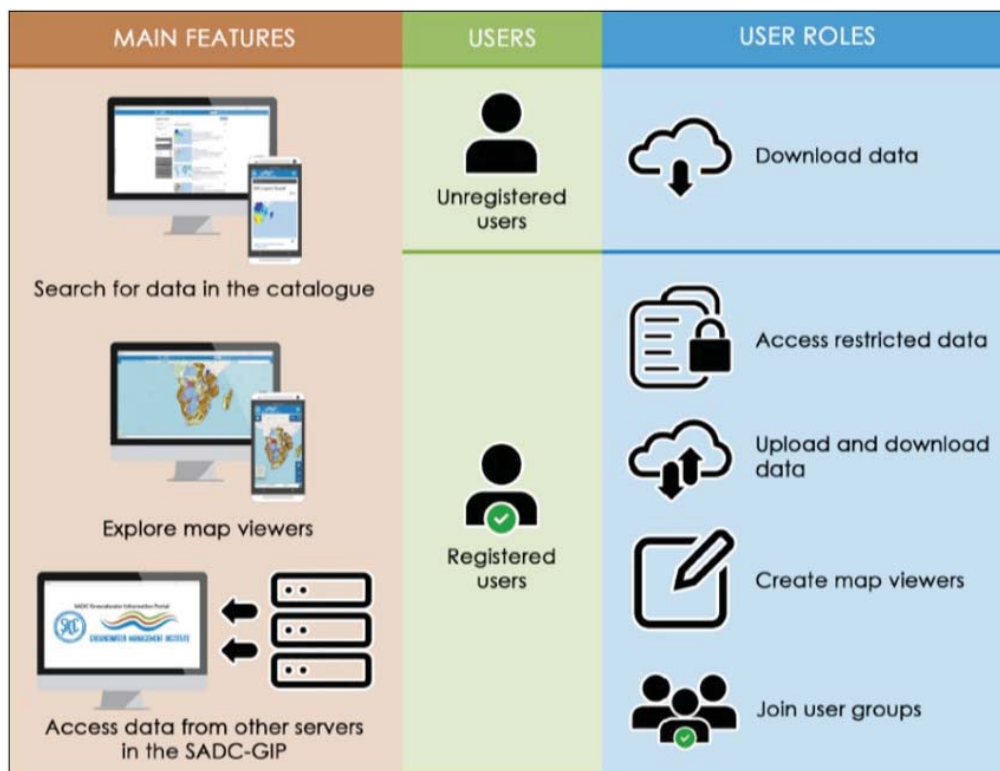 MAIN FEATURES
USERS
USER ROLES
Search for data in the catalogue
Explore map viewers
SADC Groundwater Information Portal
SADC
GROUNDWATER MANAGEMENT INSTITUTE
Access data from other servers
in the SADC-GIP
Unregistered
users
Registered
users
Download data
Access restricted data
Upload and download
data
Create map viewers
Join user groups